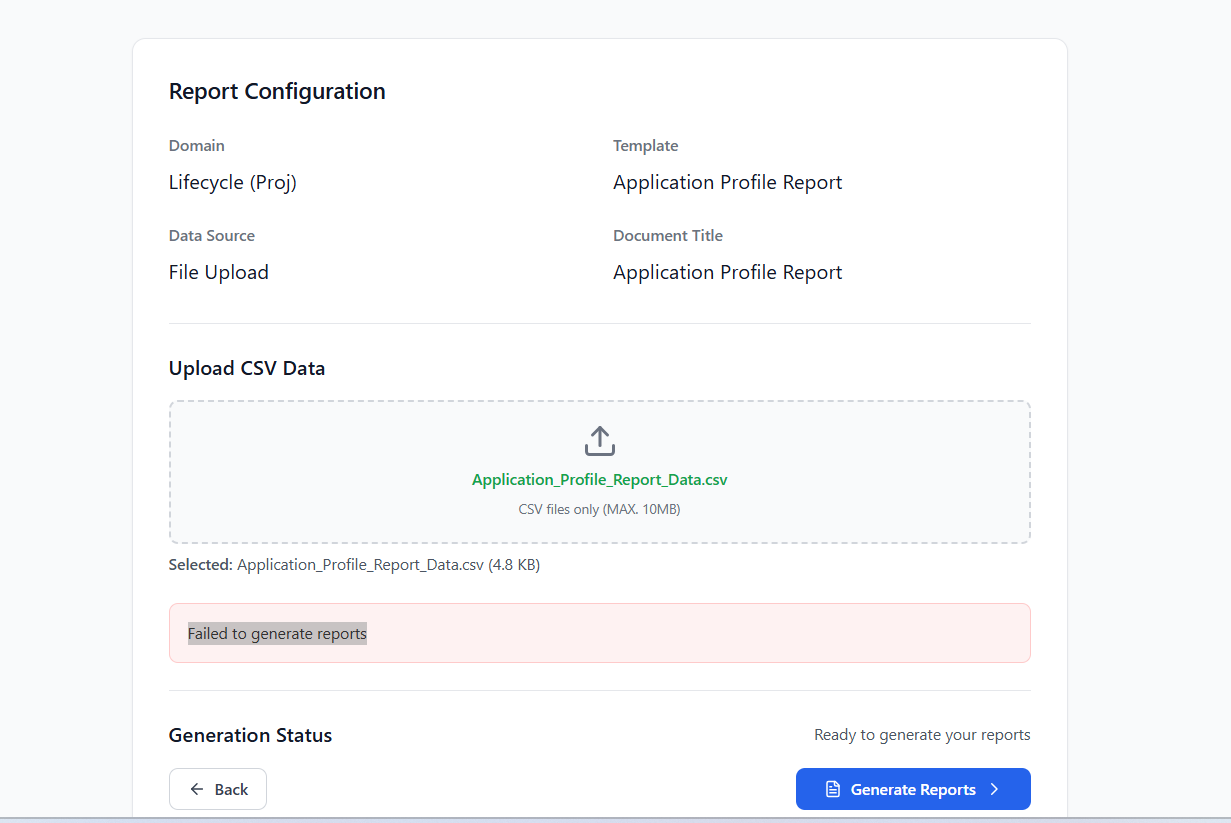 Report Configuration
Domain
Template
Lifecycle (Proj)
Application Profile Report
Data Source
Document Title
File Upload
Application Profile Report
Upload CSV Data
Application_Profile_Report_Data.csv
CSV files only (MAX. 10MB)
Selected: Application_Profile_Report_Data.csv (4.8 KB)
Failed to generate reports
Generation Status
Ready to generate your reports
Back
Generate Reports